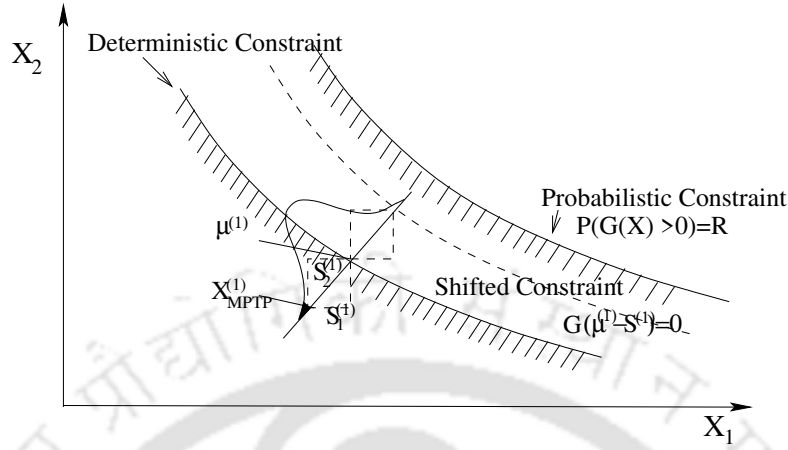 X₂
Deterministic Constraint
Probabilistic Constraint
P(G(X) >0)=R
μ⁽¹⁾
S₂⁽¹⁾
Shifted Constraint
X⁽¹⁾MPTP
S₁⁽¹⁾
G(μ⁽¹⁾-S⁽¹⁾)=0
X₁